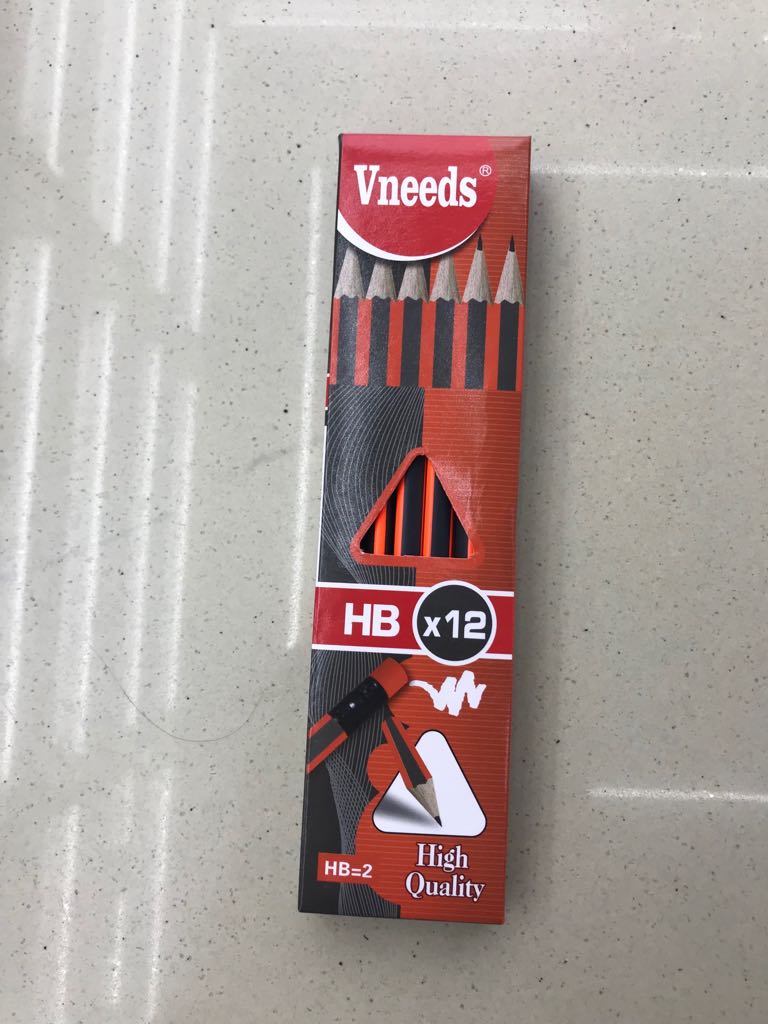 Vneeds®
HB x12
HB=2
High
Quality